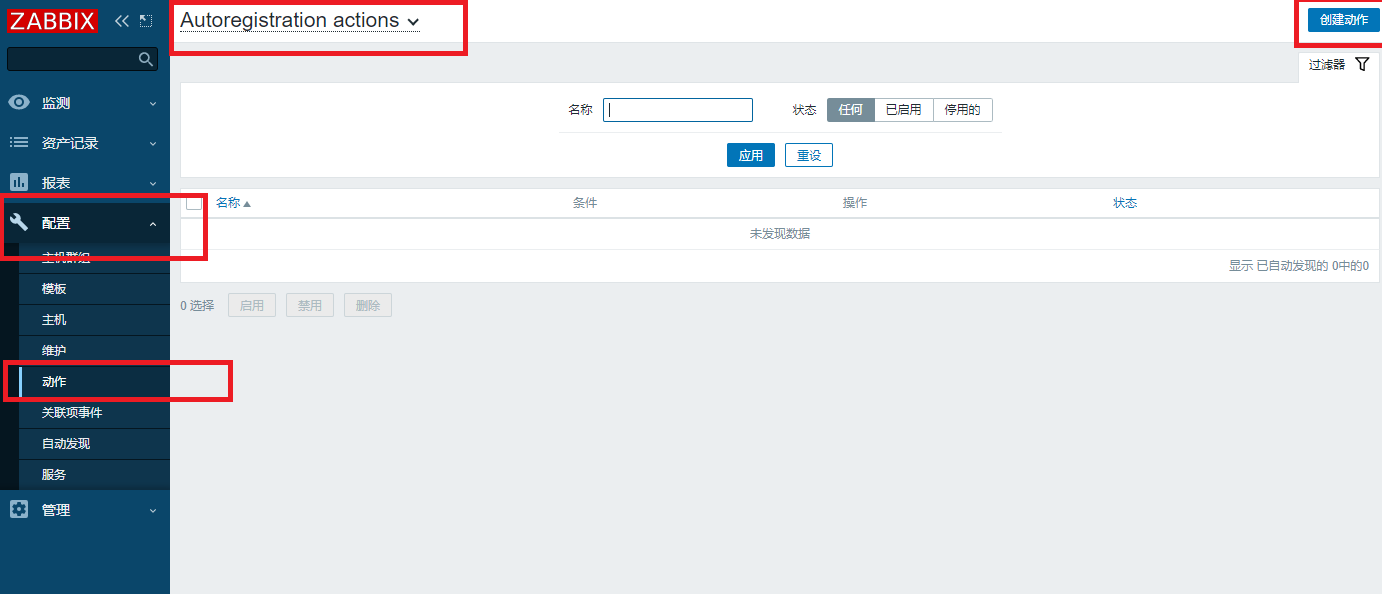 ZABBIX
Autoregistration actions
创建动作
过滤器
监测
资产记录
报表
配置
主机群组
模板
主机
维护
动作
关联项事件
自动发现
服务
管理
名称 状态 任何 已启用 停用的
应用 重设
名称 条件 操作 状态
未发现数据
显示 已自动发现的 0中的0
0 选择 启用 禁用 删除